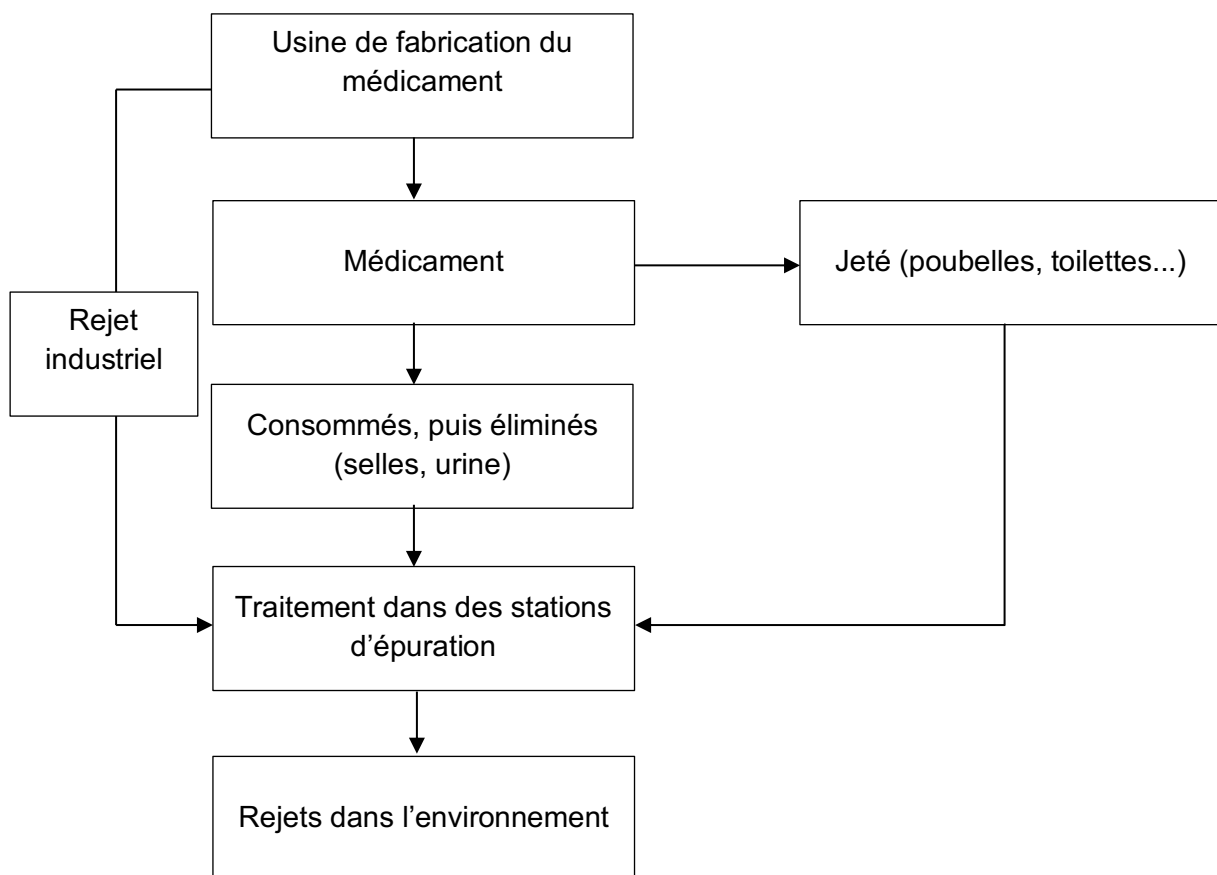 Usine de fabrication du
médicament
Médicament
Jeté (poubelles, toilettes...)
Rejet
industriel
Consommés, puis éliminés
(selles, urine)
Traitement dans des stations
d’épuration
Rejets dans l’environnement